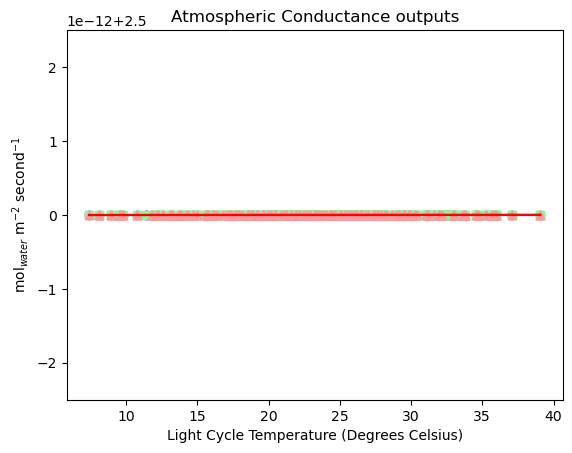 Atmospheric Conductance outputs
1e−12+2.5
2
1
0
−1
−2
mol_{water} m^{−2} second^{−1}
10 15 20 25 30 35 40
Light Cycle Temperature (Degrees Celsius)